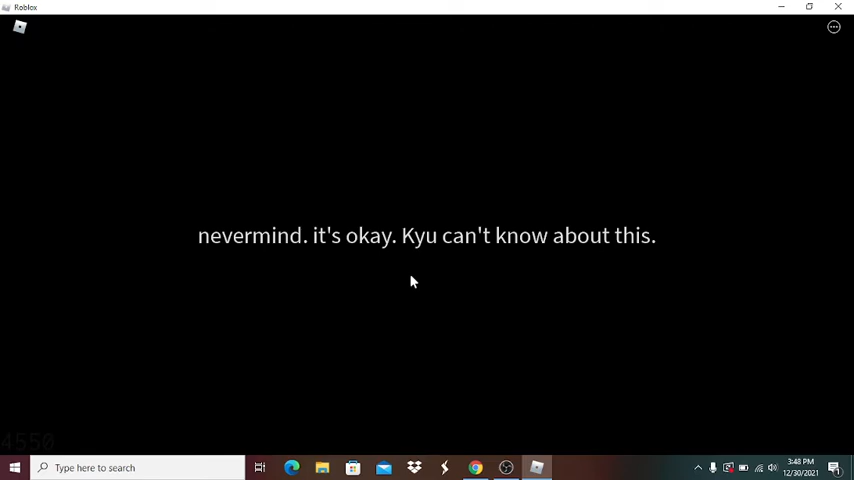 Roblox
nevermind. it's okay. Kyu can't know about this.
4550
Type here to search
3:48 PM
12/30/2021
1